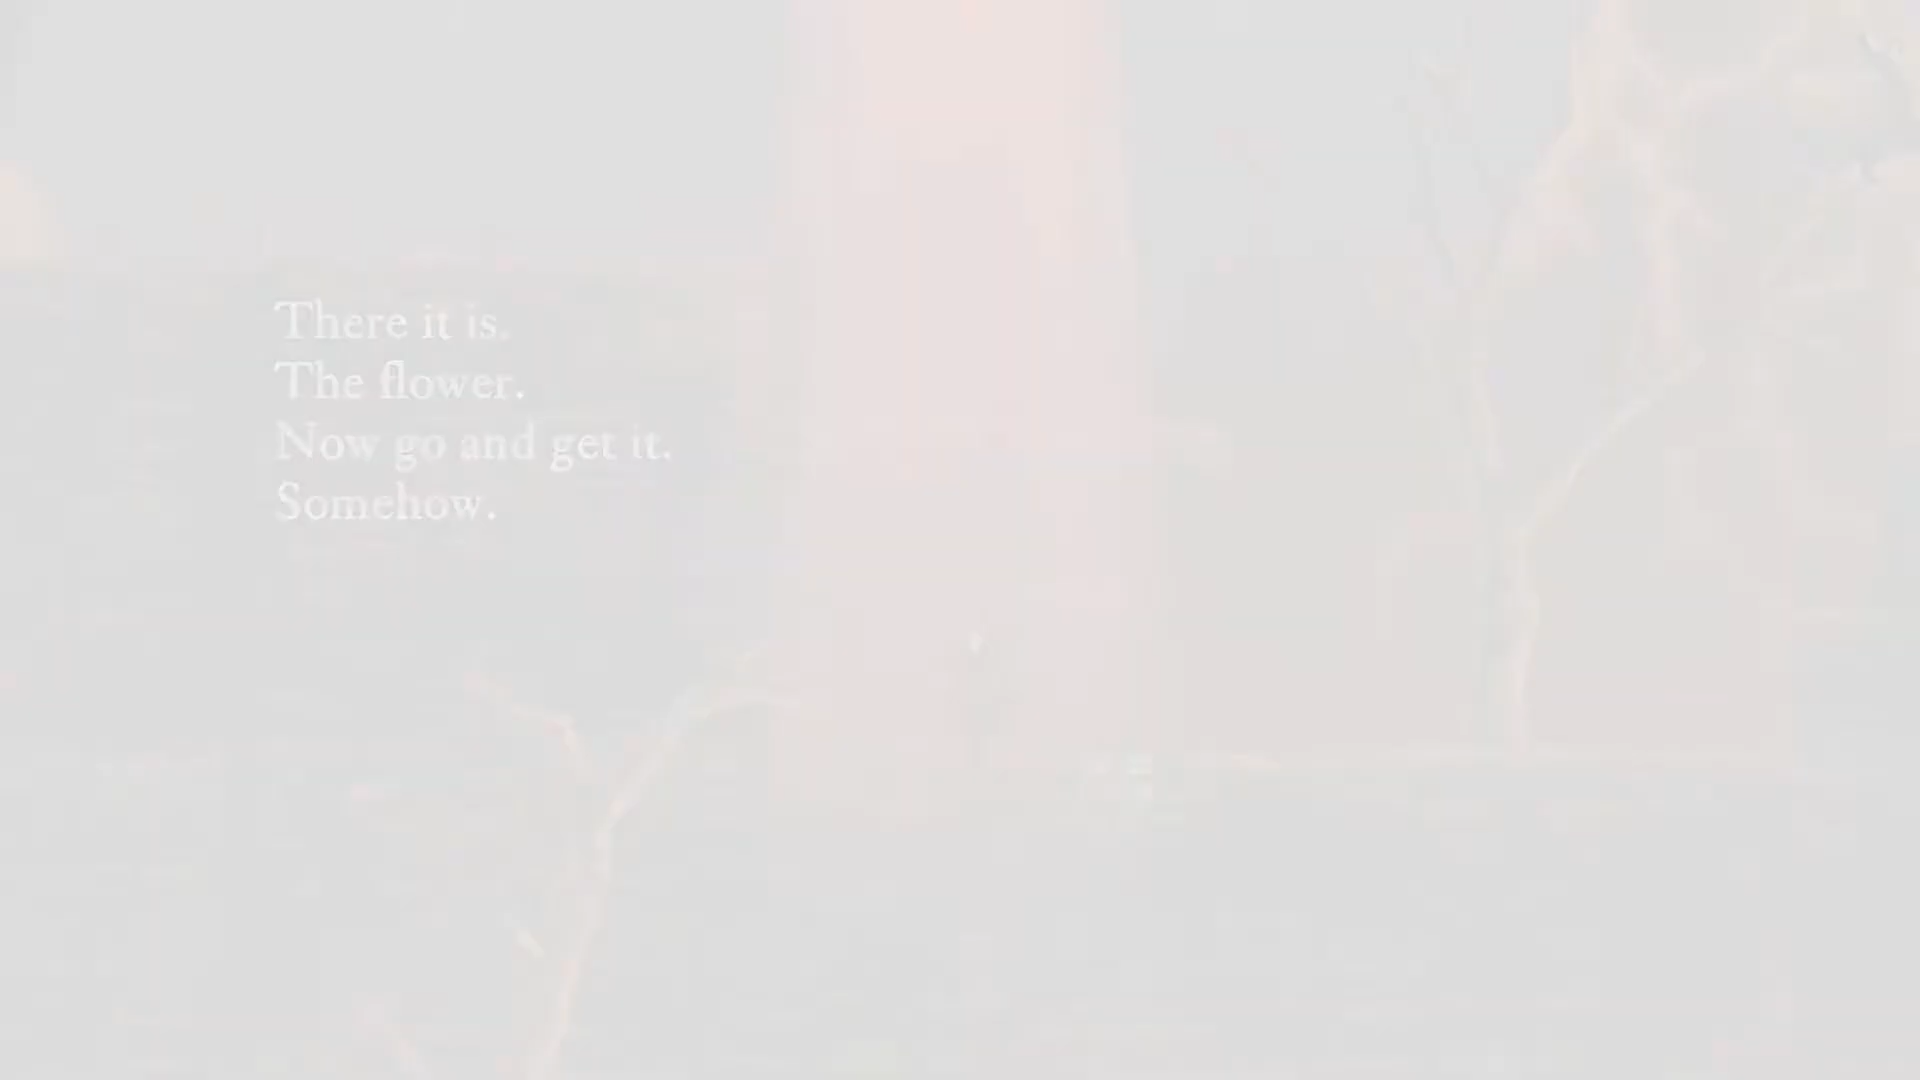 There it is.
The flower.
Now go and get it.
Somehow.